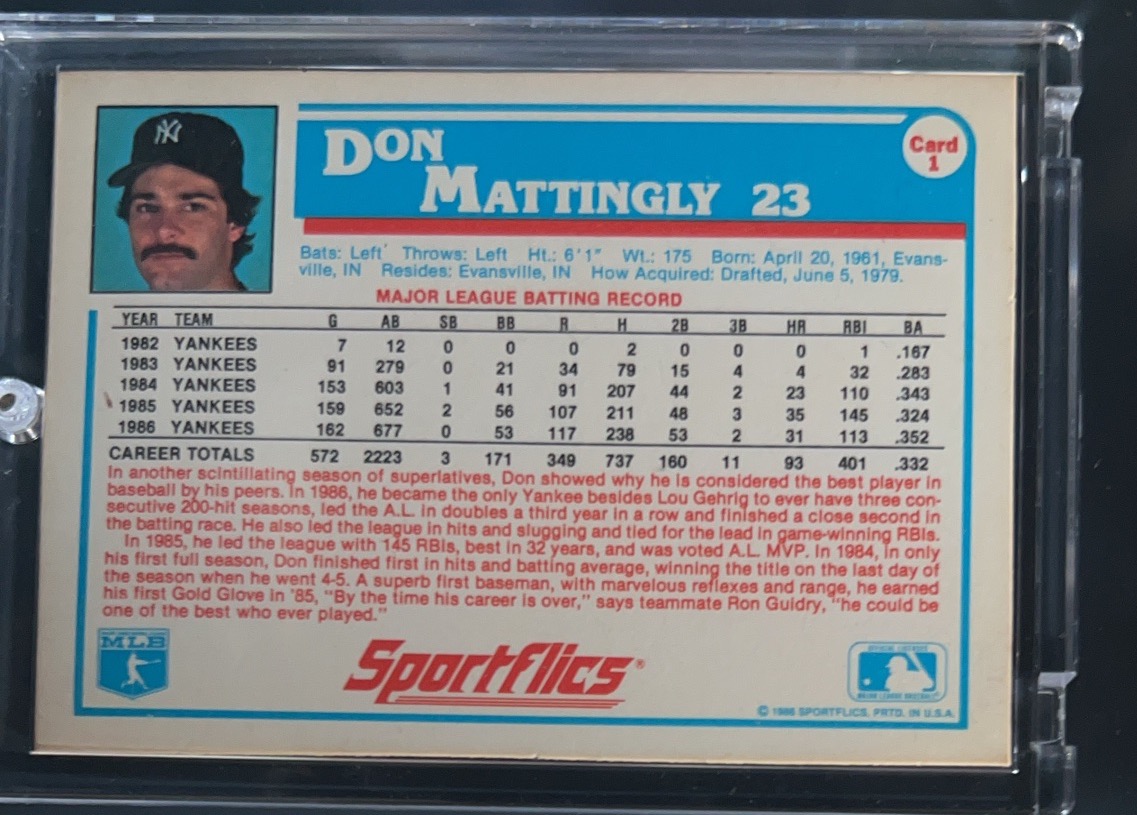 NY
DON
MATTINGLY 23
Card
1
Bats: Left Throws: Left Ht.: 6'1" Wt.: 175 Born: April 20, 1961, Evans-
ville, IN Resides: Evansville, IN How Acquired: Drafted, June 5, 1979.
MAJOR LEAGUE BATTING RECORD
YEAR TEAM G AB SB BB R H 2B 3B HR RBI BA
1982 YANKEES 7 12 0 0 0 2 0 0 0 1 .167
1983 YANKEES 91 279 0 21 34 79 15 4 4 32 .283
1984 YANKEES 153 603 1 41 91 207 44 2 23 110 .343
1985 YANKEES 159 652 2 56 107 211 48 3 35 145 .324
1986 YANKEES 162 677 0 53 117 238 53 2 31 113 .352
CAREER TOTALS 572 2223 3 171 349 737 160 11 93 401 .332
In another scintillating season of superlatives, Don showed why he is considered the best player in
baseball by his peers. In 1986, he became the only Yankee besides Lou Gehrig to ever have three con-
secutive 200-hit seasons, led the A.L. in doubles a third year in a row and finished a close second in
the batting race. He also led the league in hits and slugging and tied for the lead in game-winning RBIs.
In 1985, he led the league with 145 RBIs, best in 32 years, and was voted A.L. MVP. In 1984, in only
his first full season, Don finished first in hits and batting average, winning the title on the last day of
the season when he went 4-5. A superb first baseman, with marvelous reflexes and range, he earned
his first Gold Glove in '85, "By the time his career is over," says teammate Ron Guidry, "he could be
one of the best who ever played."
MLB
Sportflics®
OFFICIAL LICENSEE
MAJOR LEAGUE BASEBALL
© 1986 SPORTFLICS, PRTD. IN U.S.A.